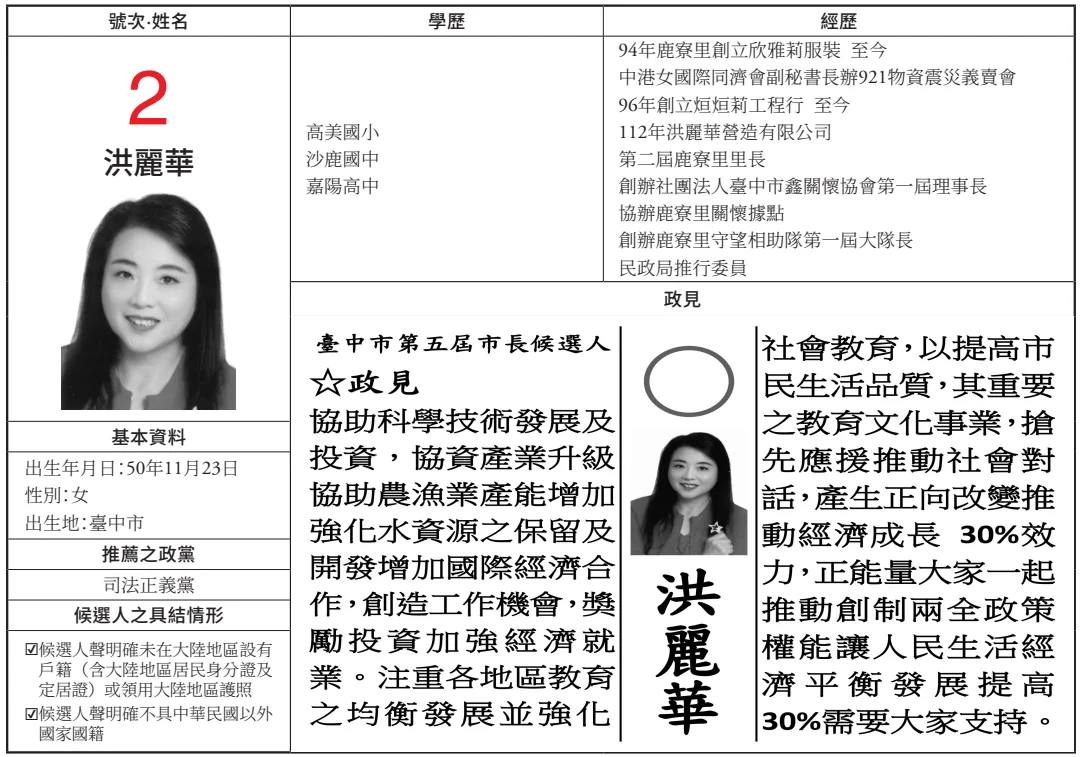 號次·姓名
2
洪麗華
基本資料
出生年月日：50年11月23日
性別：女
出生地：臺中市
推薦之政黨
司法正義黨
候選人之具結情形
☑候選人聲明確未在大陸地區設有
戶籍（含大陸地區居民身分證及
定居證）或領用大陸地區護照
☑候選人聲明確不具中華民國以外
國家國籍
學歷
高美國小
沙鹿國中
嘉陽高中
經歷
94年鹿寮里創立欣雅莉服裝 至今
中港女國際同濟會副秘書長辦921物資震災義賣會
96年創立烜烜莉工程行 至今
112年洪麗華營造有限公司
第二屆鹿寮里里長
創辦社團法人臺中市鑫關懷協會第一屆理事長
協辦鹿寮里關懷據點
創辦鹿寮里守望相助隊第一屆大隊長
民政局推行委員
政見
臺中市第五屆市長候選人
☆政見
協助科學技術發展及
投資，協資產業升級
協助農漁業產能增加
強化水資源之保留及
開發增加國際經濟合
作，創造工作機會，獎
勵投資加強經濟就
業。注重各地區教育
之均衡發展並強化
洪麗華
社會教育，以提高市
民生活品質，其重要
之教育文化事業，搶
先應援推動社會對
話，產生正向改變推
動經濟成長 30%效
力，正能量大家一起
推動創制兩全政策
權能讓人民生活經
濟平衡發展提高
30%需要大家支持。